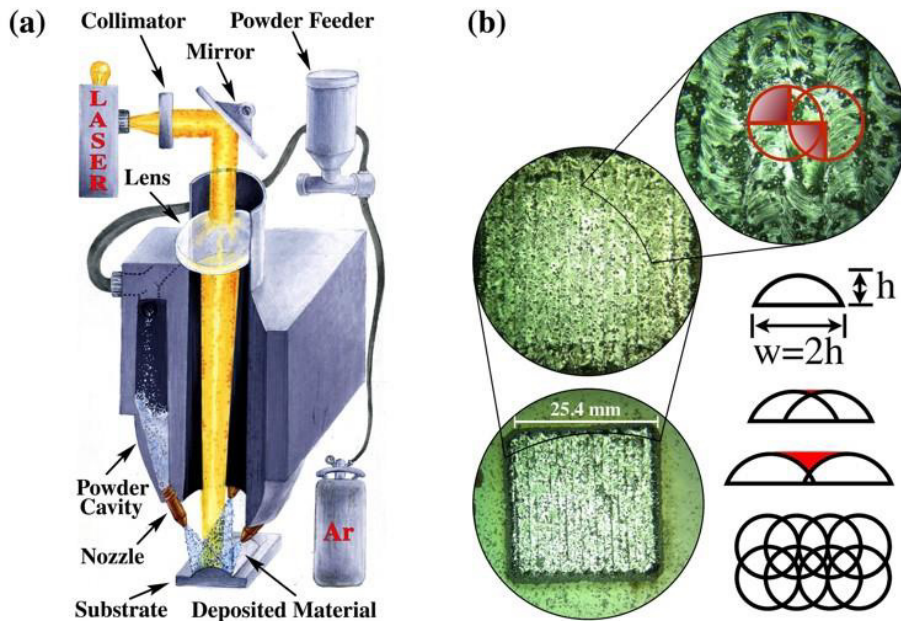 (a)
Collimator
Powder Feeder
Mirror
LASER
Lens
Powder
Cavity
Nozzle
Ar
Substrate
Deposited Material
(b)
h
w=2h
25.4 mm